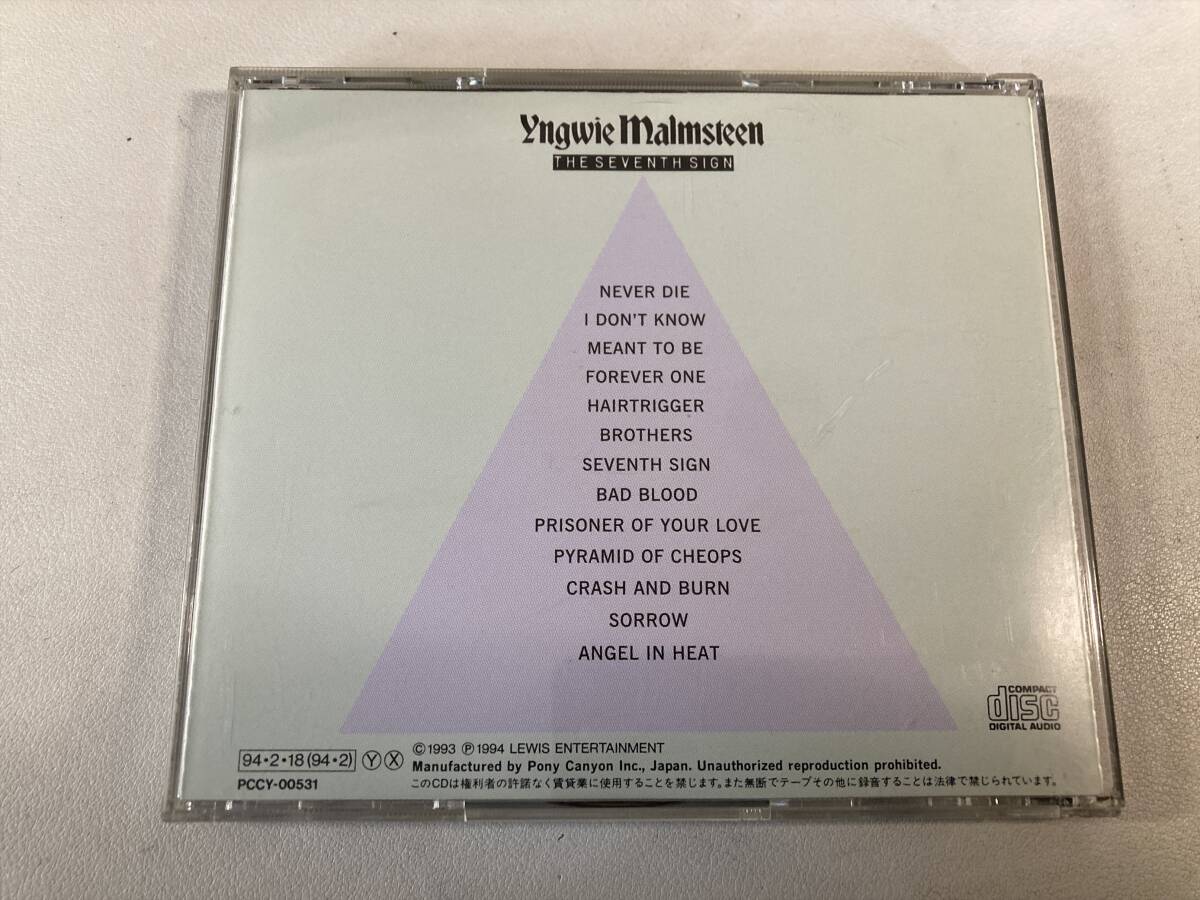 Yngwie Malmsteen
THE SEVENTH SIGN
NEVER DIE
I DON'T KNOW
MEANT TO BE
FOREVER ONE
HAIRTRIGGER
BROTHERS
SEVENTH SIGN
BAD BLOOD
PRISONER OF YOUR LOVE
PYRAMID OF CHEOPS
CRASH AND BURN
SORROW
ANGEL IN HEAT
COMPACT
disc
DIGITAL AUDIO
94・2・18(94・2) Ⓨ Ⓧ
PCCY-00531
©1993 ℗1994 LEWIS ENTERTAINMENT
Manufactured by Pony Canyon Inc., Japan. Unauthorized reproduction prohibited.
このCDは権利者の許諾なく賃貸業に使用することを禁じます。また無断でテープその他に録音することは法律で禁じられています。